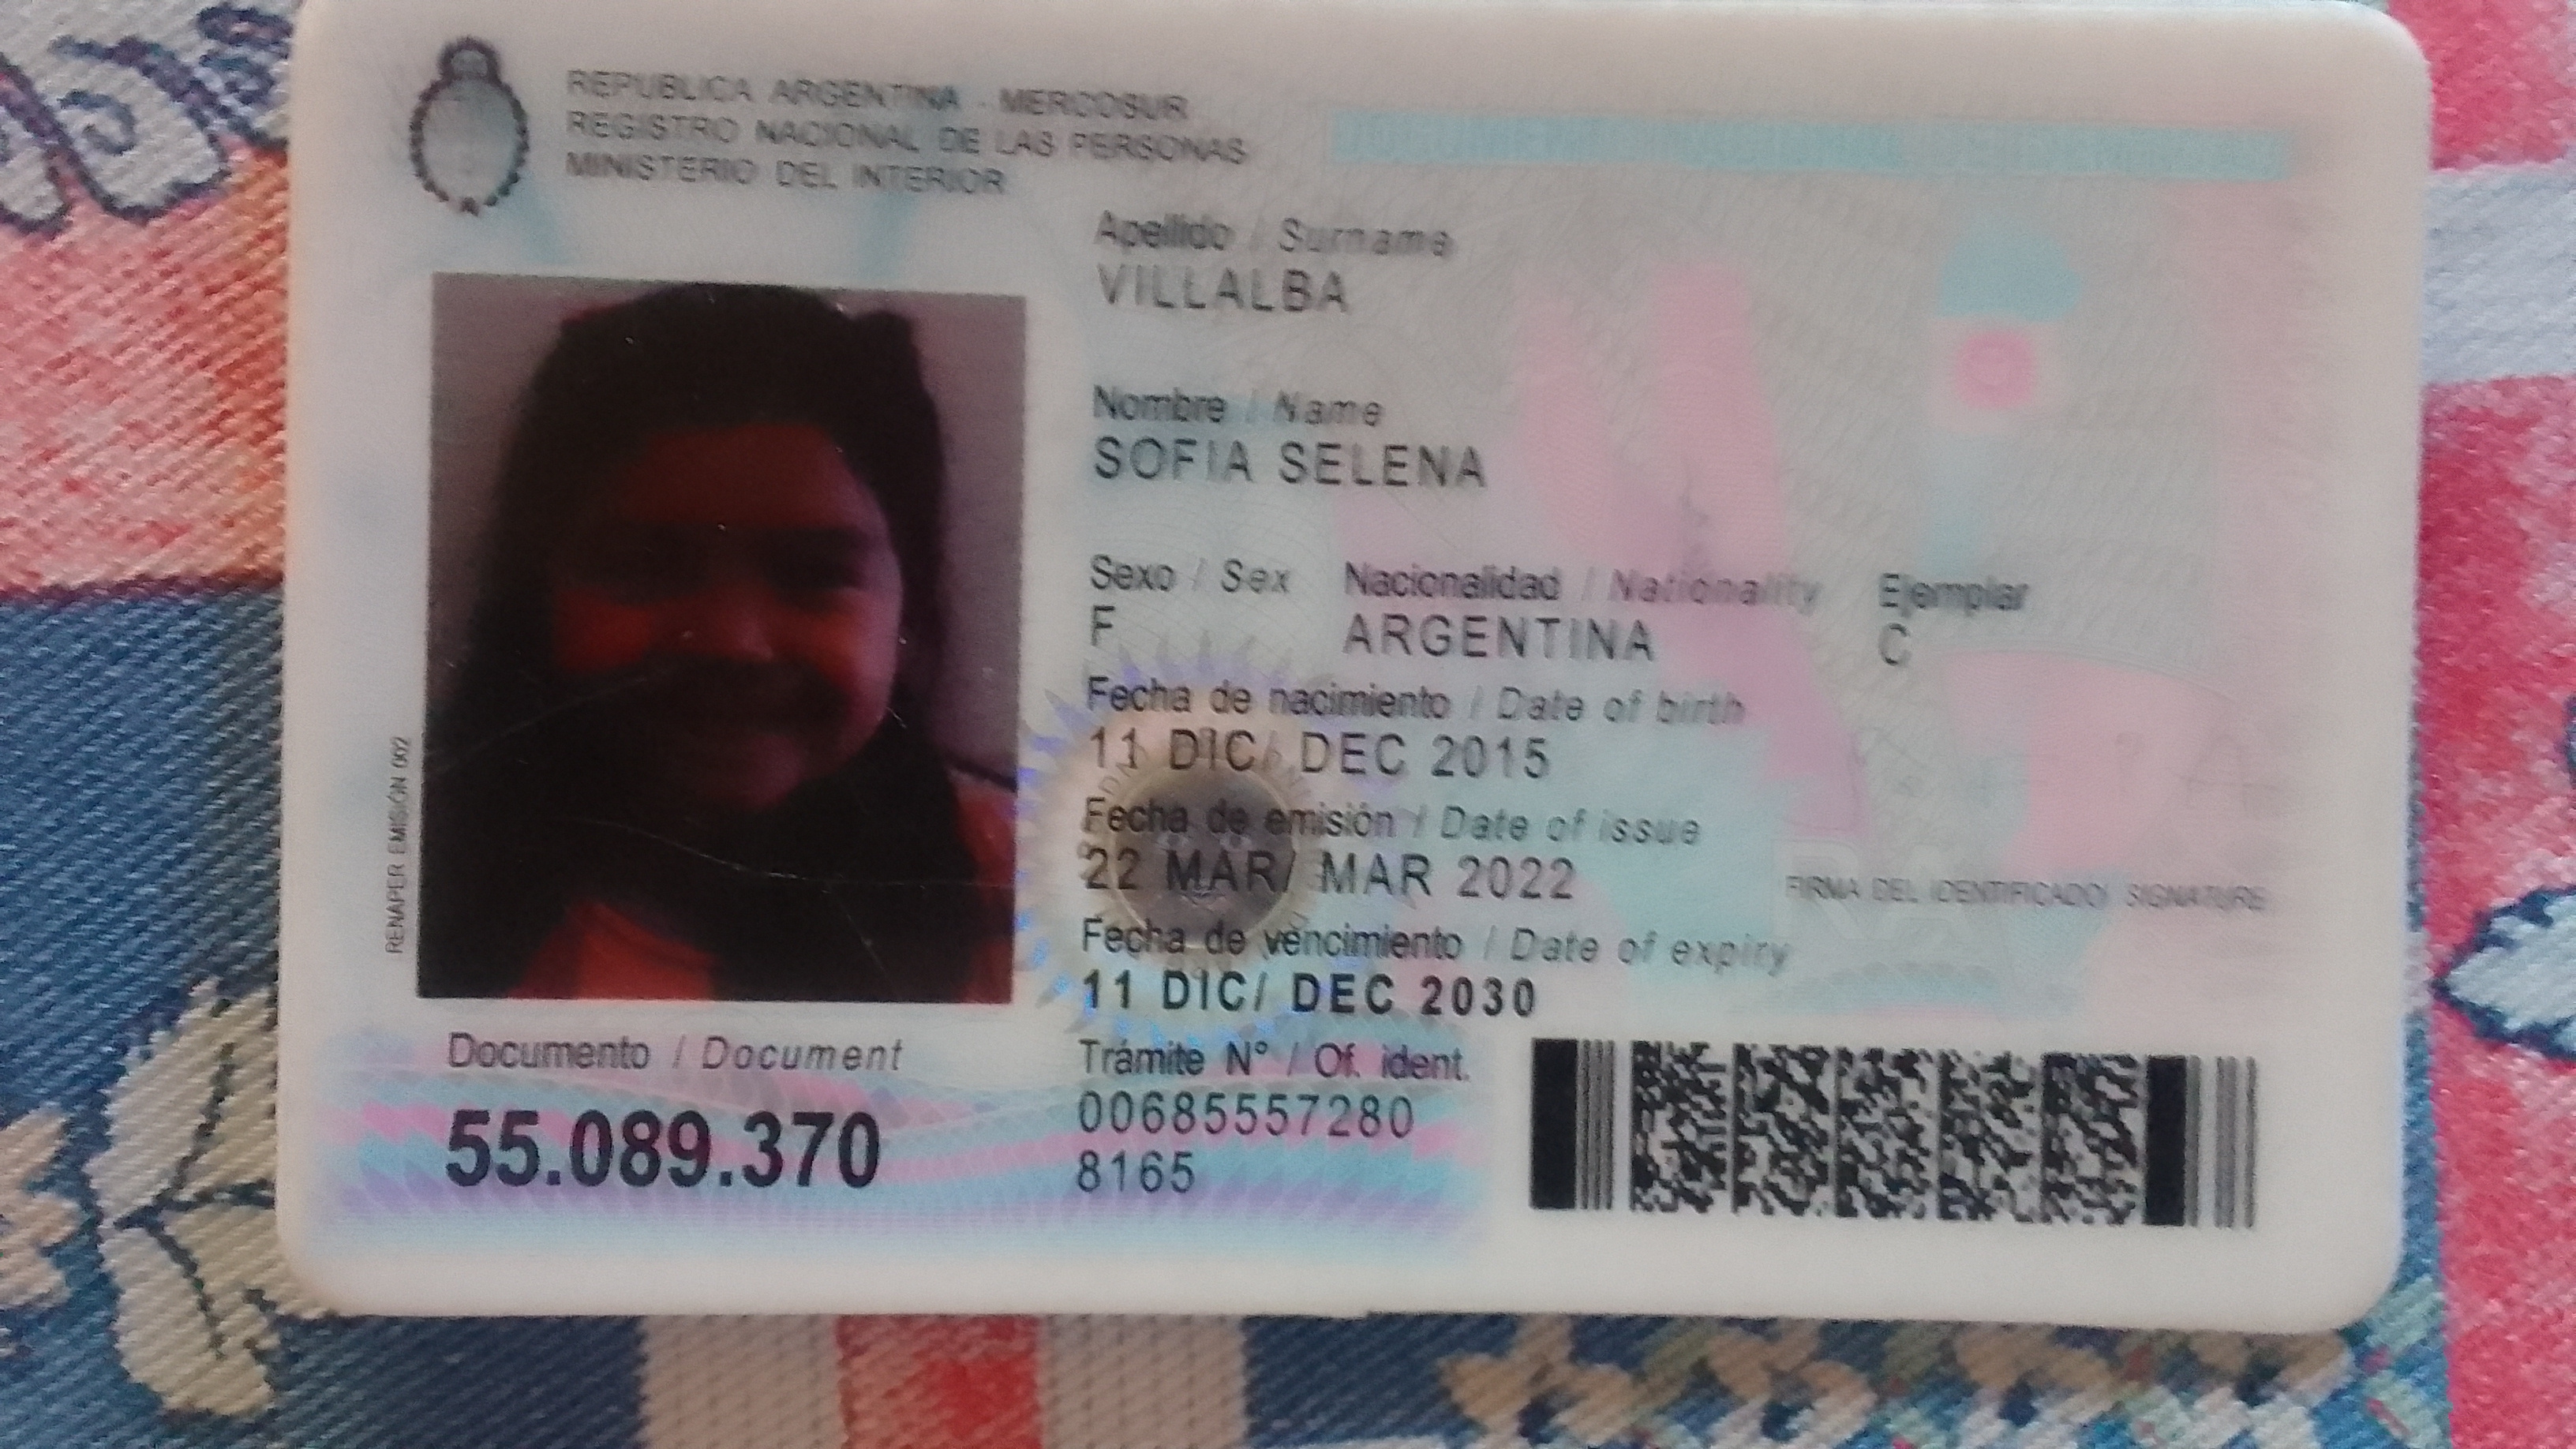 REPUBLICA ARGENTINA - MERCOSUR
REGISTRO NACIONAL DE LAS PERSONAS
MINISTERIO DEL INTERIOR
Apellido / Surname
VILLALBA
Nombre / Name
SOFIA SELENA
Sexo / Sex Nacionalidad / Nationality Ejemplar
F ARGENTINA C
Fecha de nacimiento / Date of birth
11 DIC/ DEC 2015
Fecha de emisión / Date of issue
22 MAR/ MAR 2022
FIRMA DEL IDENTIFICADO/ SIGNATURE
Fecha de vencimiento / Date of expiry
11 DIC/ DEC 2030
RENAPER EMISIÓN 002
Documento / Document
55.089.370
Trámite Nº / Of. ident.
00685557280
8165